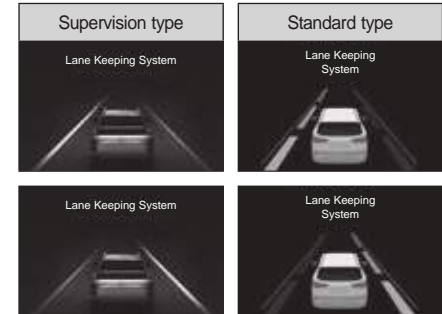 Supervision type
Standard type
Lane Keeping System
Lane Keeping
System
Lane Keeping System
Lane Keeping
System